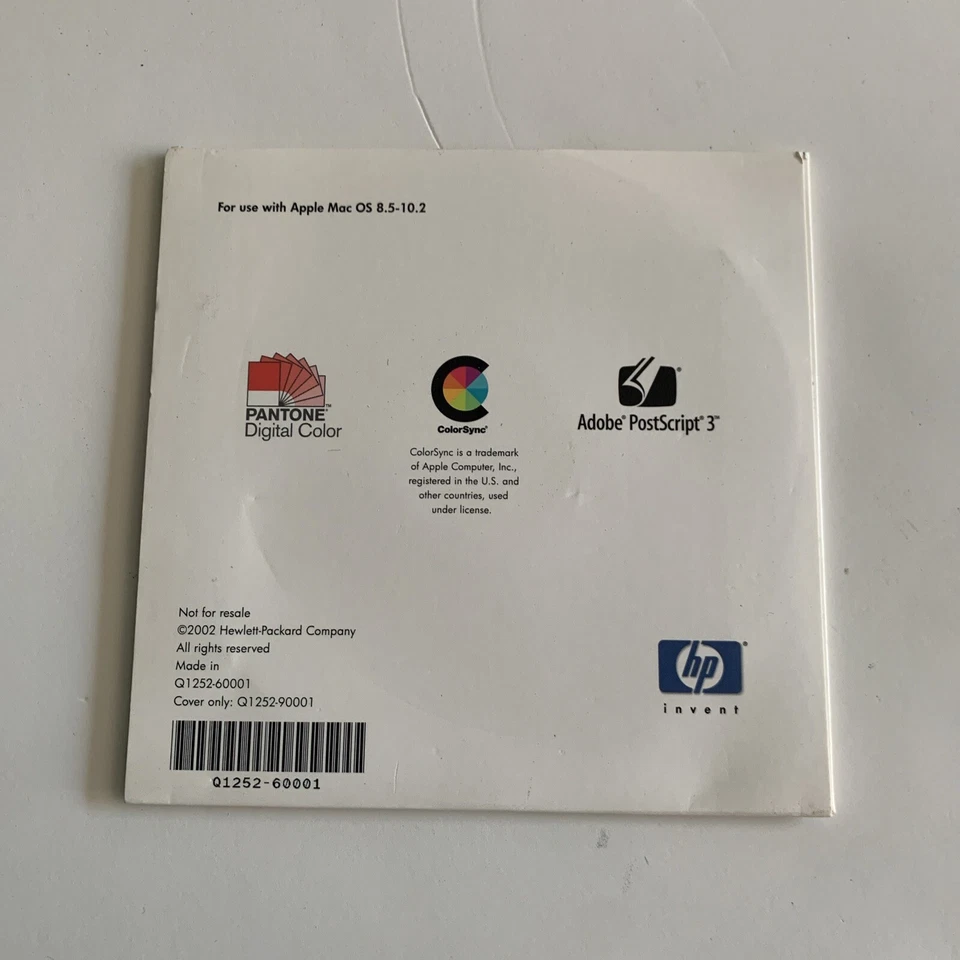 For use with Apple Mac OS 8.5-10.2
PANTONE®™
Digital Color
ColorSync®
ColorSync is a trademark
of Apple Computer, Inc.,
registered in the U.S. and
other countries, used
under license.
Adobe® PostScript® 3™
Not for resale
©2002 Hewlett-Packard Company
All rights reserved
Made in
Q1252-60001
Cover only: Q1252-90001
Q1252-60001
hp®
invent